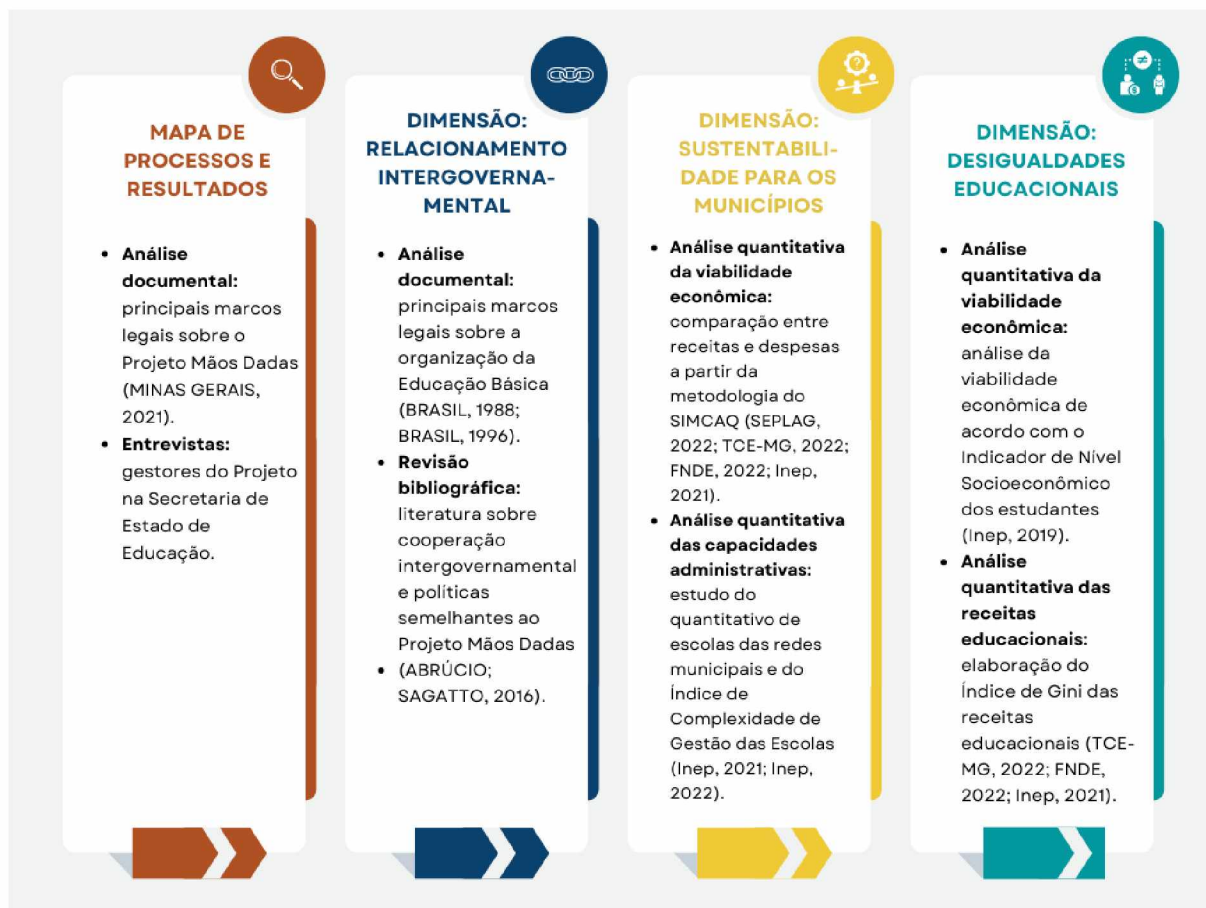 MAPA DE
PROCESSOS E
RESULTADOS
• Análise
documental:
principais marcos
legais sobre o
Projeto Mãos Dadas
(MINAS GERAIS,
2021).
• Entrevistas:
gestores do Projeto
na Secretaria de
Estado de
Educação.
DIMENSÃO:
RELACIONAMENTO
INTERGOVERNA-
MENTAL
• Análise
documental:
principais marcos
legais sobre a
organização da
Educação Básica
(BRASIL, 1988;
BRASIL, 1996).
• Revisão
bibliográfica:
literatura sobre
cooperação
intergovernamental
e políticas
semelhantes ao
Projeto Mãos Dadas
• (ABRÚCIO;
SAGATTO, 2016).
?
DIMENSÃO:
SUSTENTABILI-
DADE PARA OS
MUNICÍPIOS
• Análise quantitativa
da viabilidade
econômica:
comparação entre
receitas e despesas
a partir da
metodologia do
SIMCAQ (SEPLAG,
2022; TCE-MG, 2022;
FNDE, 2022; Inep,
2021).
• Análise quantitativa
das capacidades
administrativas:
estudo do
quantitativo de
escolas das redes
municipais e do
Índice de
Complexidade de
Gestão das Escolas
(Inep, 2021; Inep,
2022).
≠
$
DIMENSÃO:
DESIGUALDADES
EDUCACIONAIS
• Análise
quantitativa da
viabilidade
econômica:
análise da
viabilidade
econômica de
acordo com o
Indicador de Nível
Socioeconômico
dos estudantes
(Inep, 2019).
• Análise
quantitativa das
receitas
educacionais:
elaboração do
Índice de Gini das
receitas
educacionais (TCE-
MG, 2022; FNDE,
2022; Inep, 2021).